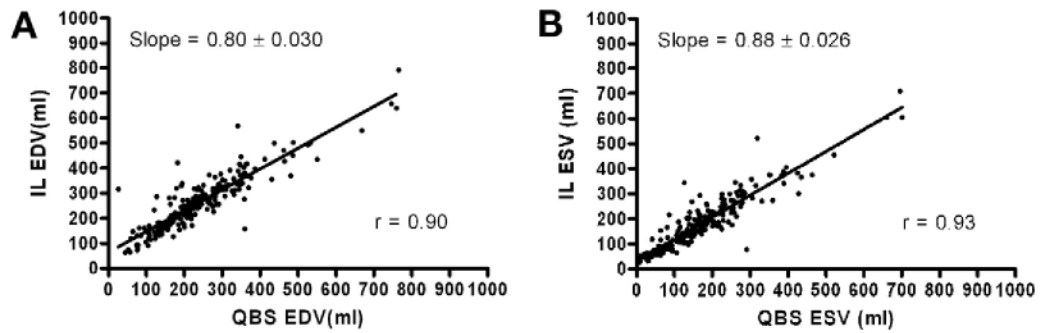 A
Slope = 0.80 ± 0.030
1000
900
800
700
600
500
400
300
200
100
0
IL EDV(ml)
r = 0.90
0 100 200 300 400 500 600 700 800 900 1000
QBS EDV(ml)
B
Slope = 0.88 ± 0.026
1000
900
800
700
600
500
400
300
200
100
0
IL ESV (ml)
r = 0.93
0 100 200 300 400 500 600 700 800 900 1000
QBS ESV (ml)